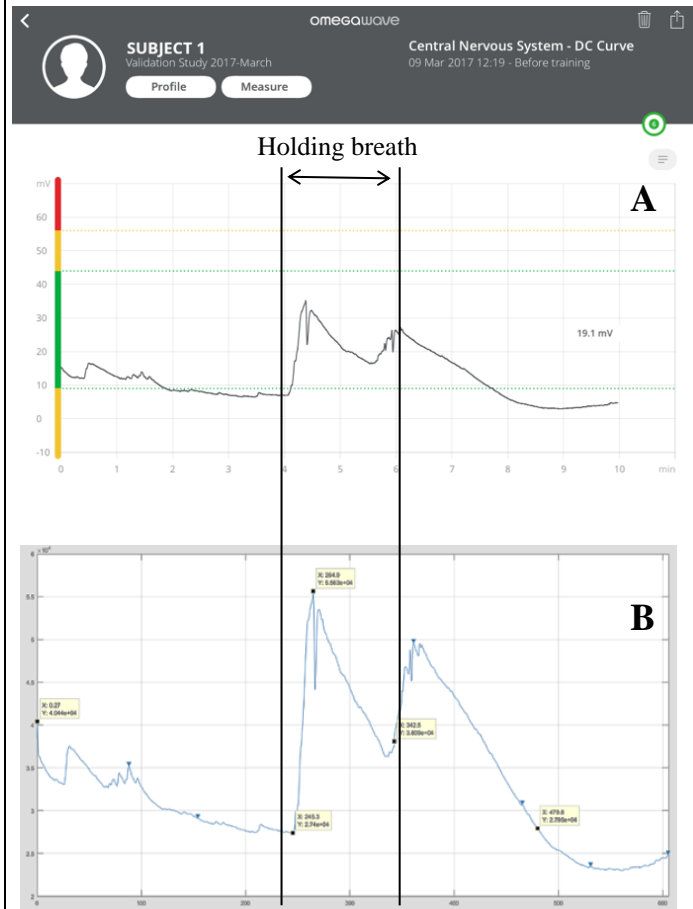 omegawave
SUBJECT 1
Validation Study 2017-March
Profile
Measure
Central Nervous System - DC Curve
09 Mar 2017 12:19 - Before training
6
Holding breath
A
mV
60
50
40
30
20
10
0
-10
19.1 mV
0 1 2 3 4 5 6 7 8 9 10 min
B
6
5.5
5
4.5
4
3.5
3
2.5
2
X: 0.27
Y: 4.044e+04
X: 264.9
Y: 5.563e+04
X: 245.3
Y: 2.74e+04
X: 342.5
Y: 3.809e+04
X: 479.8
100 200 300 400 500 600